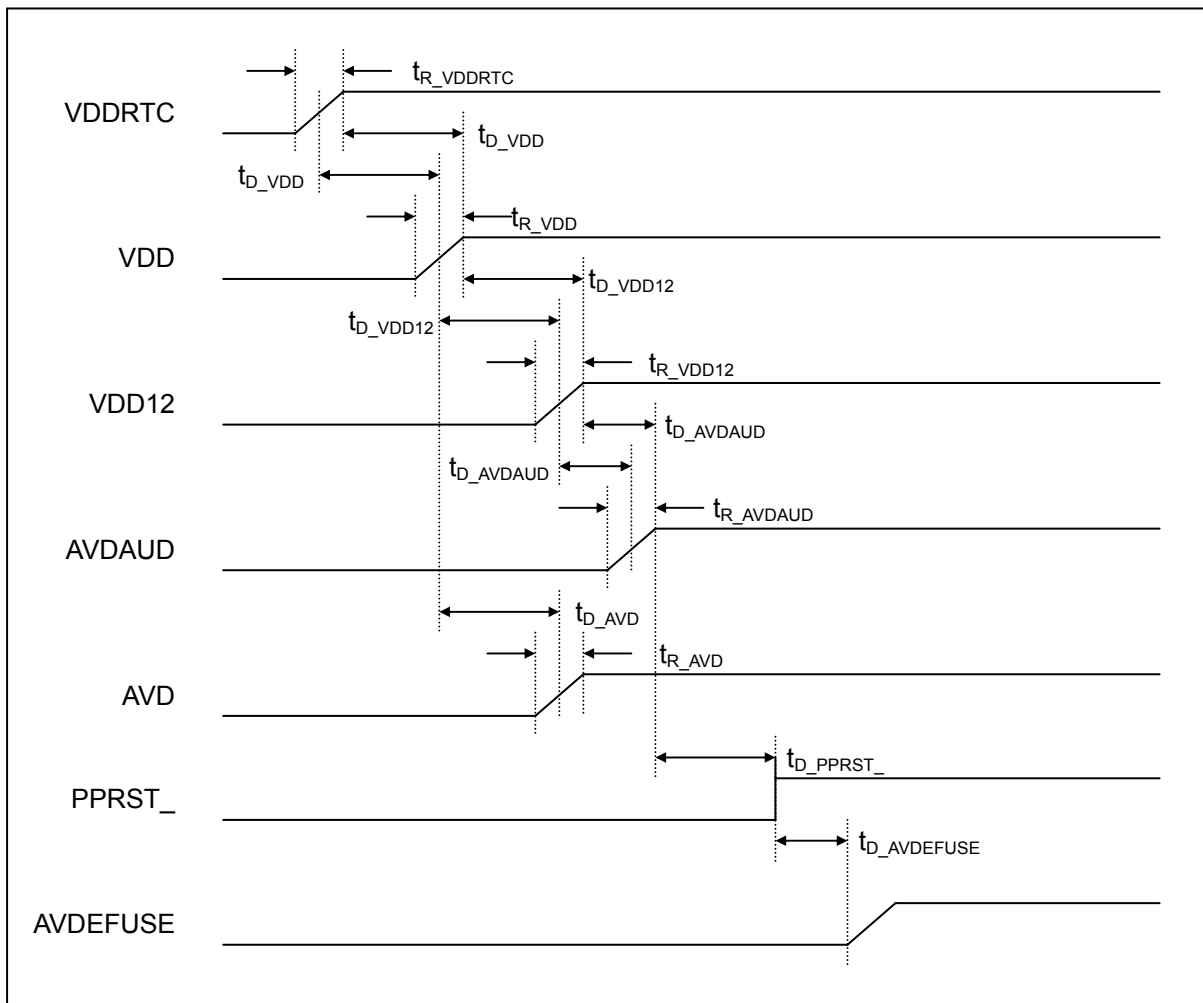 t_R_VDDRTC
VDDRTC
t_D_VDD
t_D_VDD
t_R_VDD
VDD
t_D_VDD12
t_D_VDD12
t_R_VDD12
VDD12
t_D_AVDAUD
t_D_AVDAUD
t_R_AVDAUD
AVDAUD
t_D_AVD
t_R_AVD
AVD
t_D_PPRST_
PPRST_
t_D_AVDEFUSE
AVDEFUSE